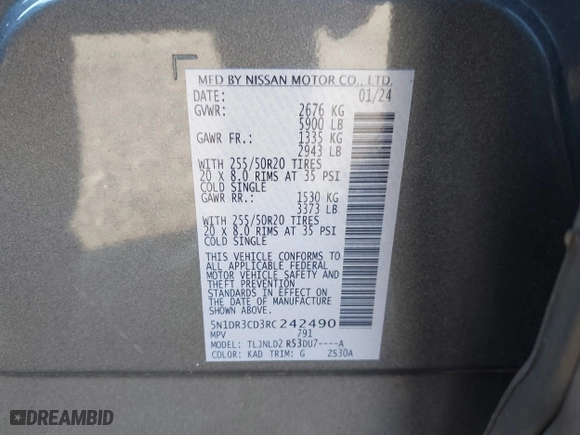 MFD BY NISSAN MOTOR CO., LTD.
DATE: 01/24
GVWR: 2676 KG
5900 LB
GAWR FR.: 1335 KG
2943 LB
WITH 255/50R20 TIRES
20 x 8.0 RIMS AT 35 PSI
COLD SINGLE
GAWR RR.: 1530 KG
3373 LB
WITH 255/50R20 TIRES
20 x 8.0 RIMS AT 35 PSI
COLD SINGLE
THIS VEHICLE CONFORMS TO
ALL APPLICABLE FEDERAL
MOTOR VEHICLE SAFETY AND
THEFT PREVENTION
STANDARDS IN EFFECT ON
THE DATE OF MANUFACTURE
SHOWN ABOVE.
5N1DR3CD3RC242490
MPV 791
MODEL: TLJNLD2 R53DU7----A
COLOR: KAD TRIM: G ZS30A
DREAMBID